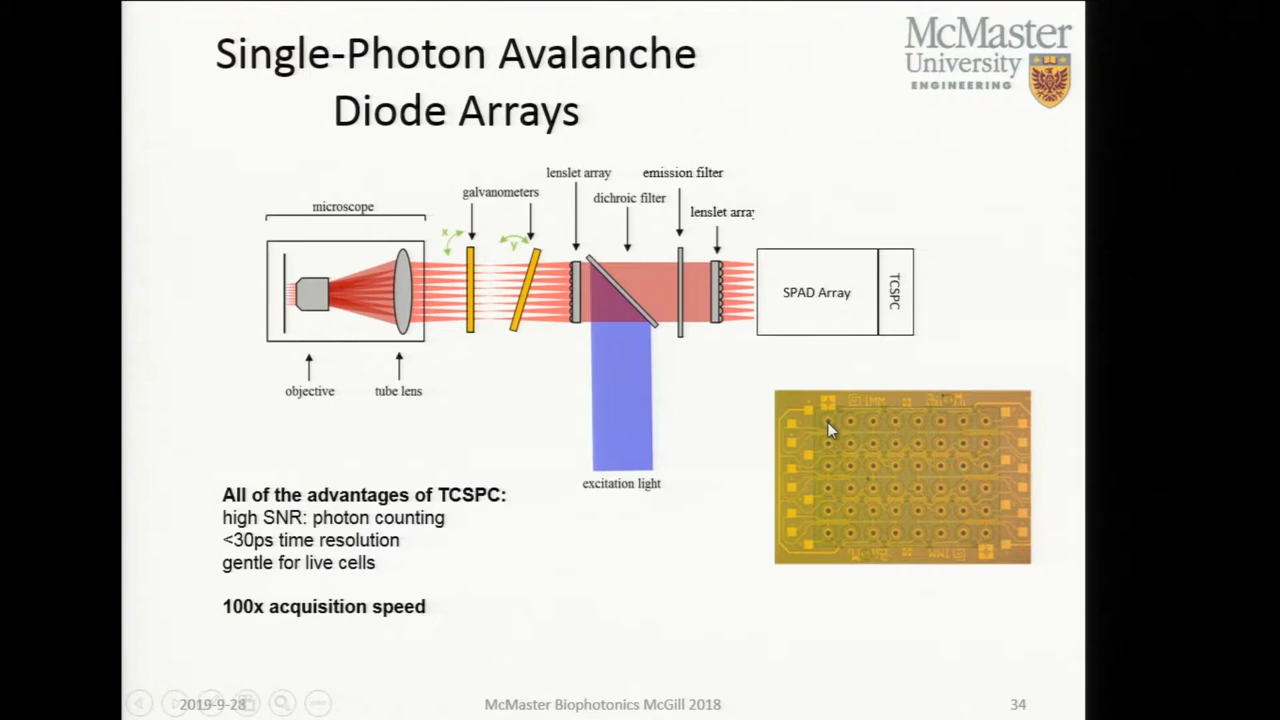 Single-Photon Avalanche
Diode Arrays
McMaster
University
ENGINEERING
lenslet array
emission filter
galvanometers
dichroic filter
microscope
lenslet array
x
y
SPAD Array
TCSPC
objective
tube lens
excitation light
All of the advantages of TCSPC:
high SNR: photon counting
<30ps time resolution
gentle for live cells
100x acquisition speed
2019-9-28
McMaster Biophotonics McGill 2018
34